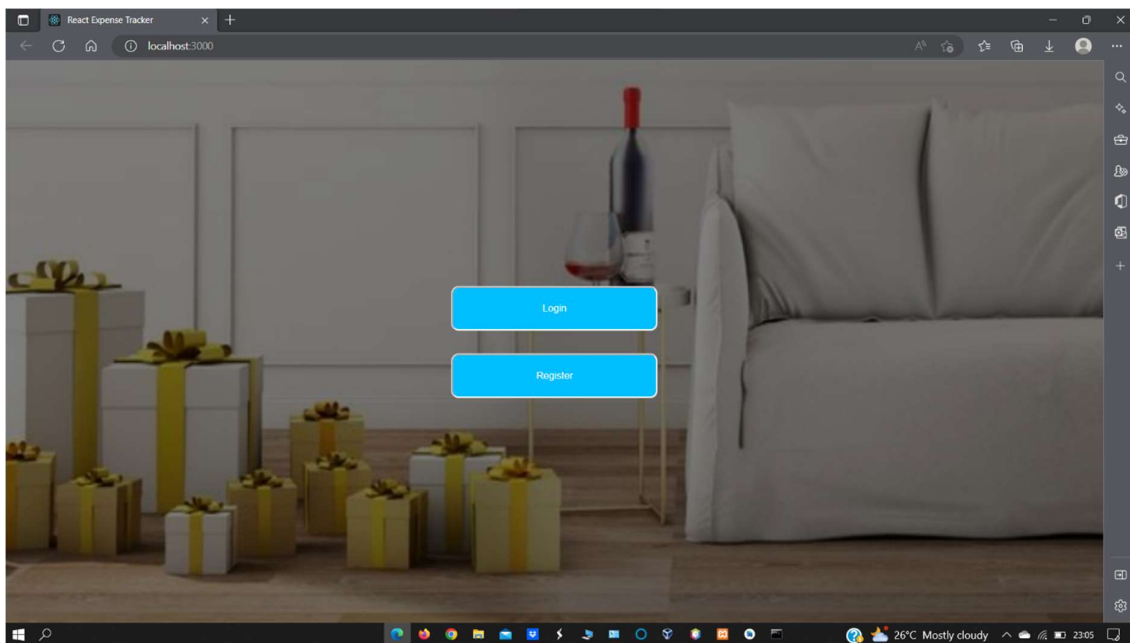 React Expense Tracker
localhost:3000
Login
Register
26°C Mostly cloudy
23:05